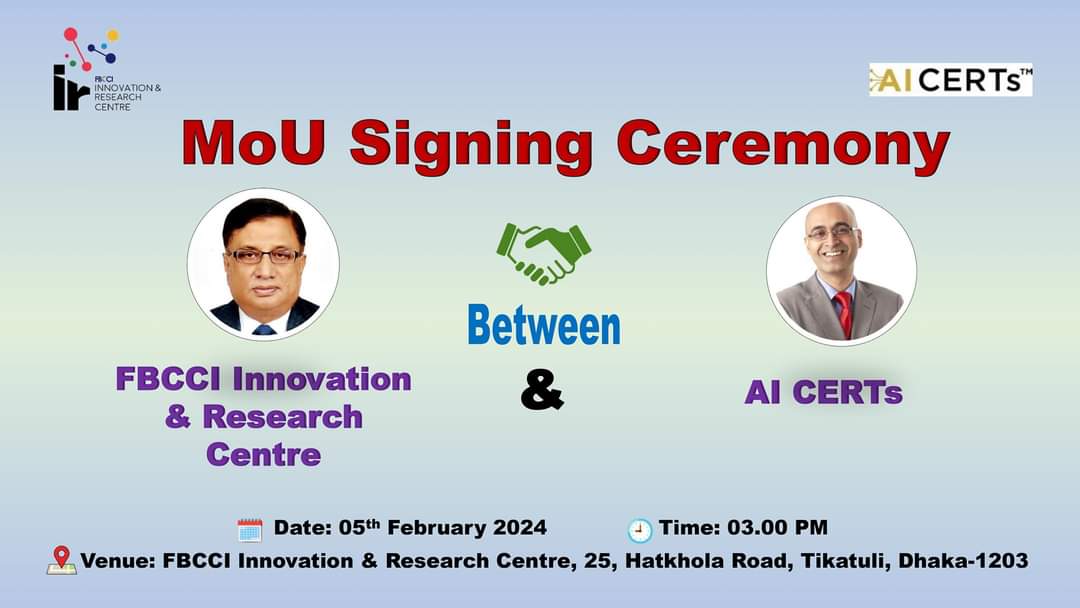 FBCCI
INNOVATION &
RESEARCH
CENTRE
ir
AI CERTs™
MoU Signing Ceremony
Between
&
FBCCI Innovation
& Research
Centre
AI CERTs
Date: 05th February 2024
Time: 03.00 PM
Venue: FBCCI Innovation & Research Centre, 25, Hatkhola Road, Tikatuli, Dhaka-1203